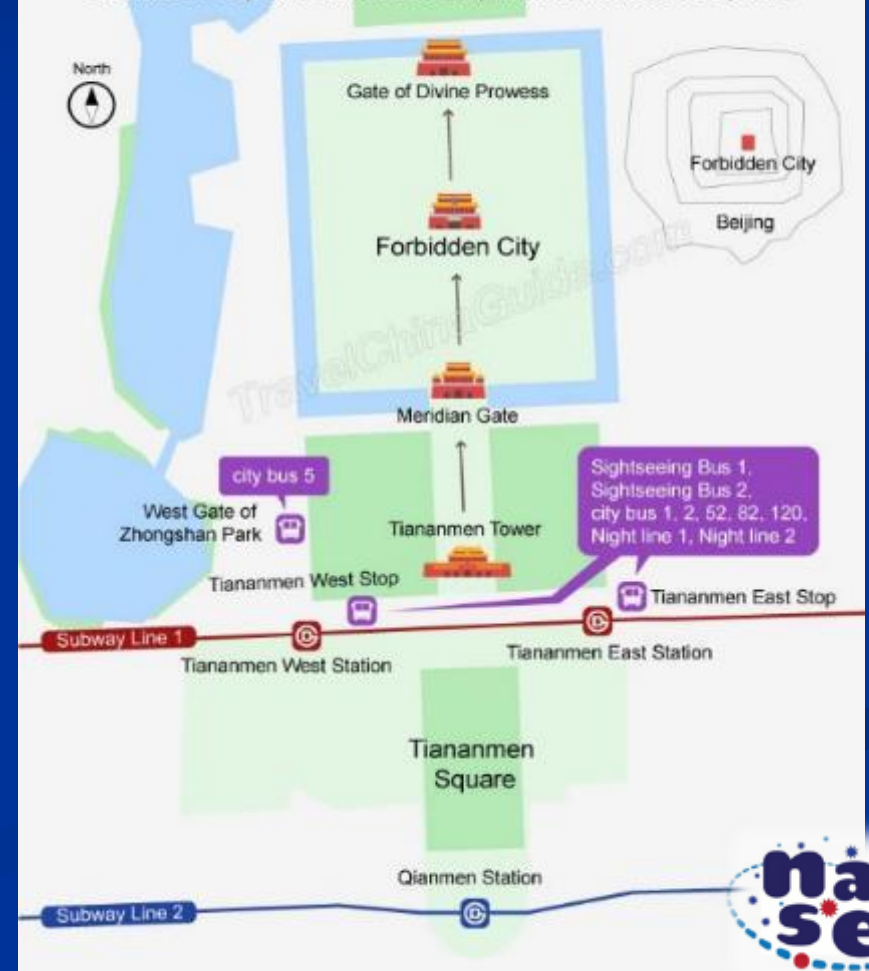 North
Gate of Divine Prowess
Forbidden City
Beijing
Forbidden City
TravelChinaGuide.com
Meridian Gate
city bus 5
West Gate of
Zhongshan Park
Sightseeing Bus 1,
Sightseeing Bus 2,
city bus 1, 2, 52, 82, 120,
Night line 1, Night line 2
Tiananmen Tower
Tiananmen West Stop
Tiananmen East Stop
Subway Line 1
Tiananmen West Station
Tiananmen East Station
Tiananmen
Square
Qianmen Station
Subway Line 2
na
se